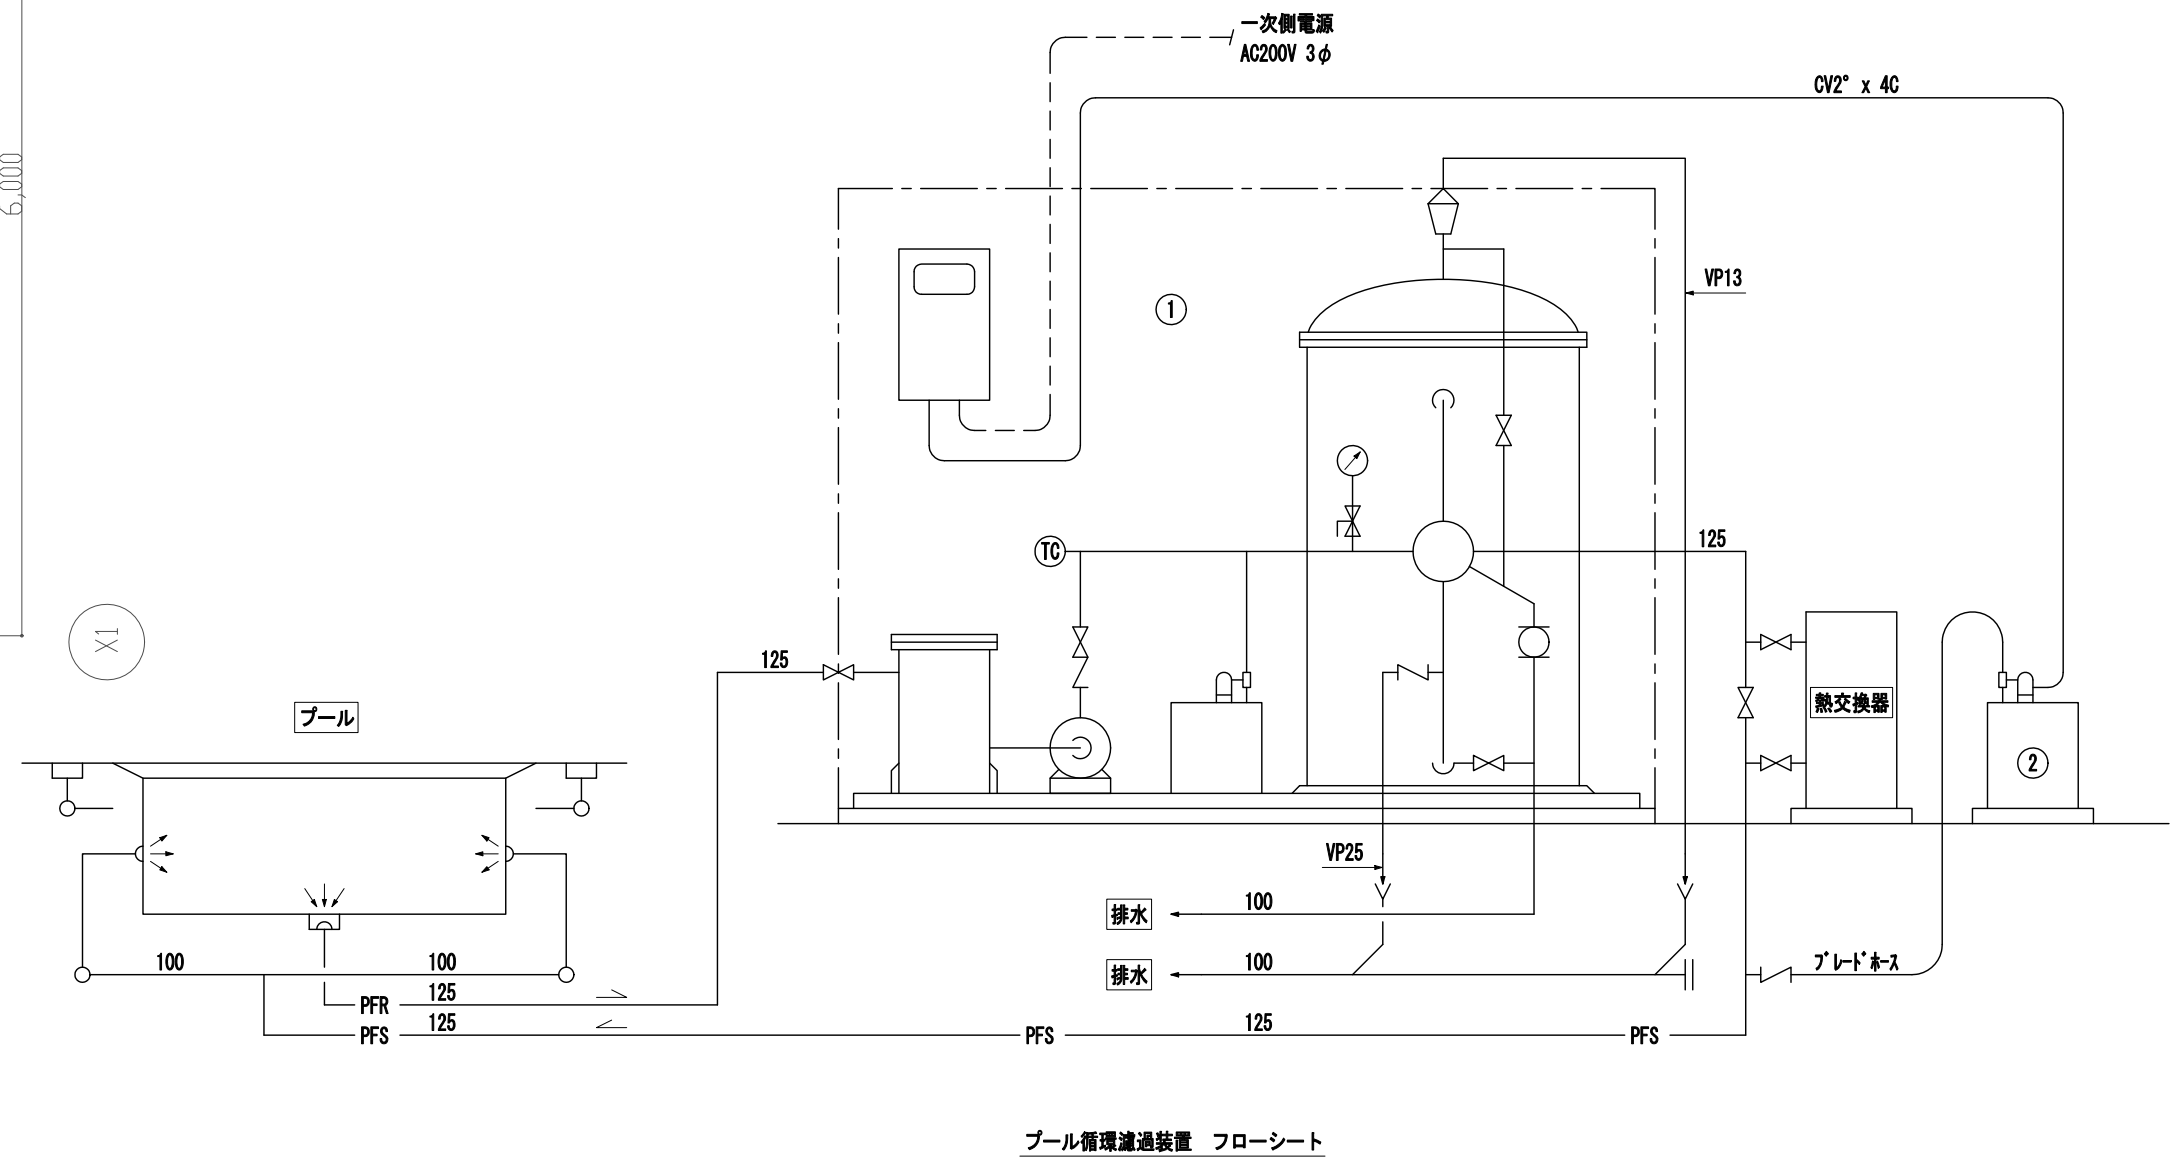 一次側電源
AC200V 3φ
CV2° x 4C
6,000
VP13
1
TC
125
X1
125
プール
熱交換器
2
VP25
排水
100
100
100
排水
100
ﾌﾞﾚｰﾄﾞﾎｰｽ
PFR
125
PFS
125
PFS
125
PFS
プール循環濾過装置 フローシート